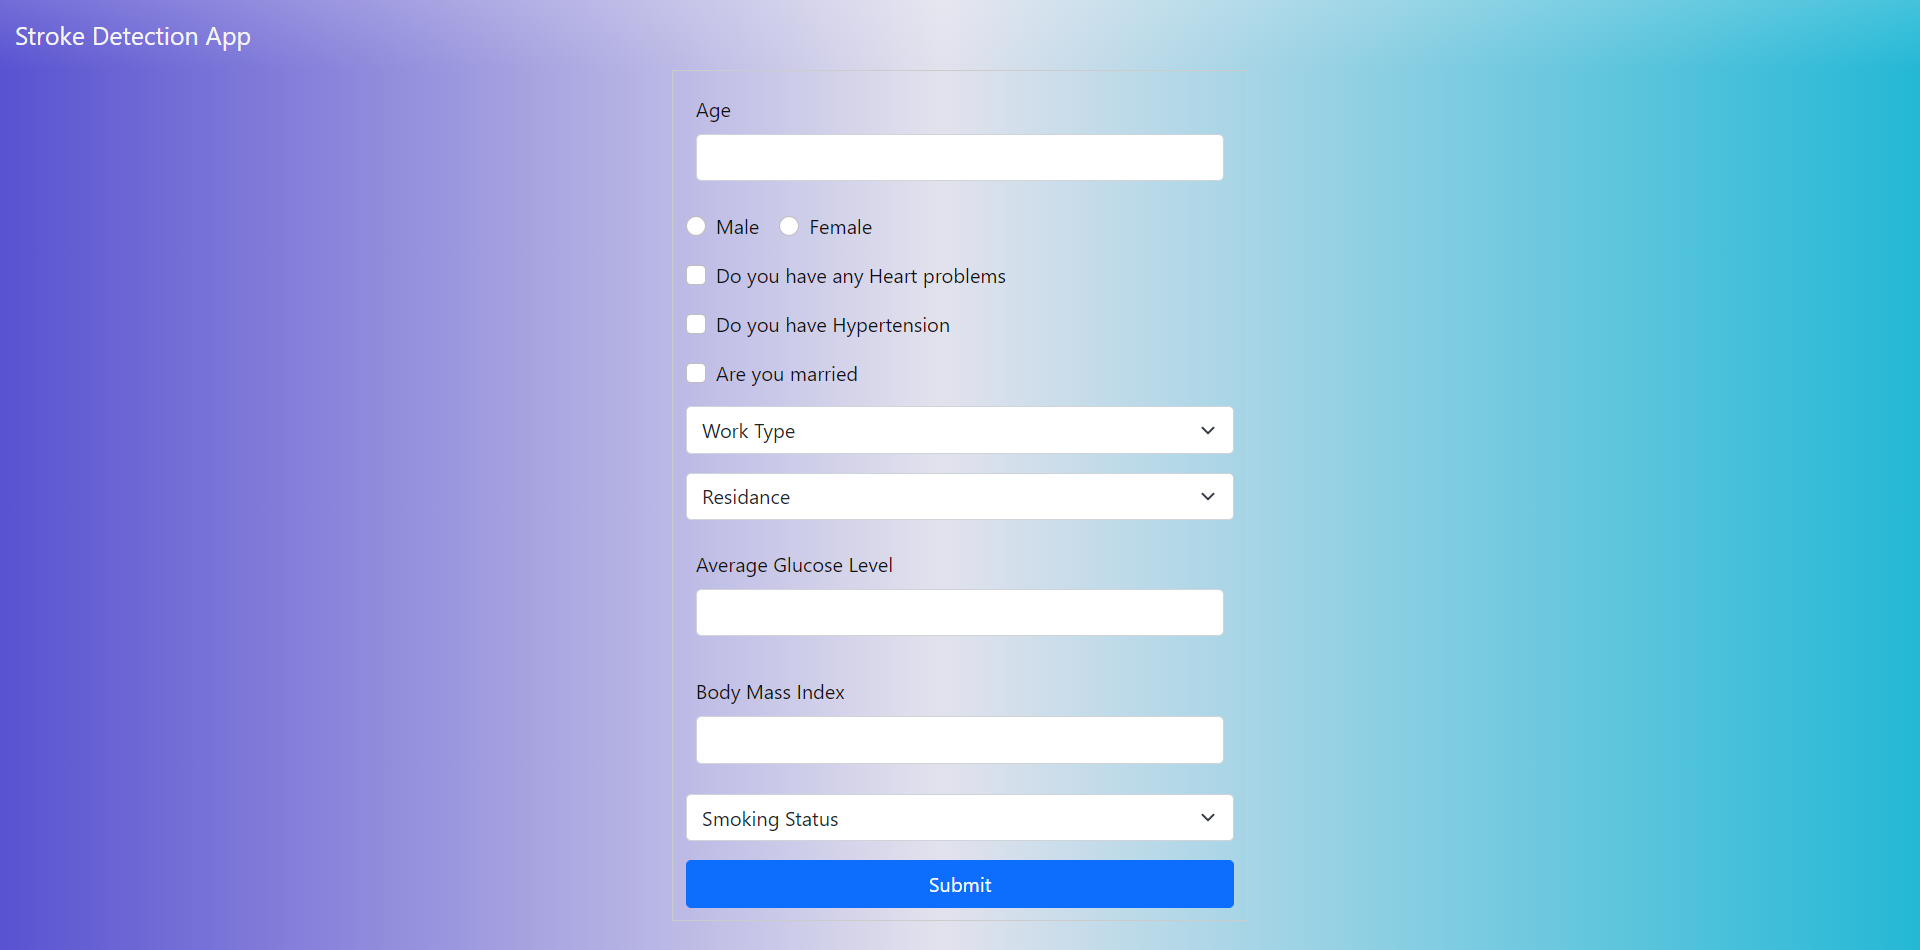 Stroke Detection App
Age
Male Female
Do you have any Heart problems
Do you have Hypertension
Are you married
Work Type
Residance
Average Glucose Level
Body Mass Index
Smoking Status
Submit